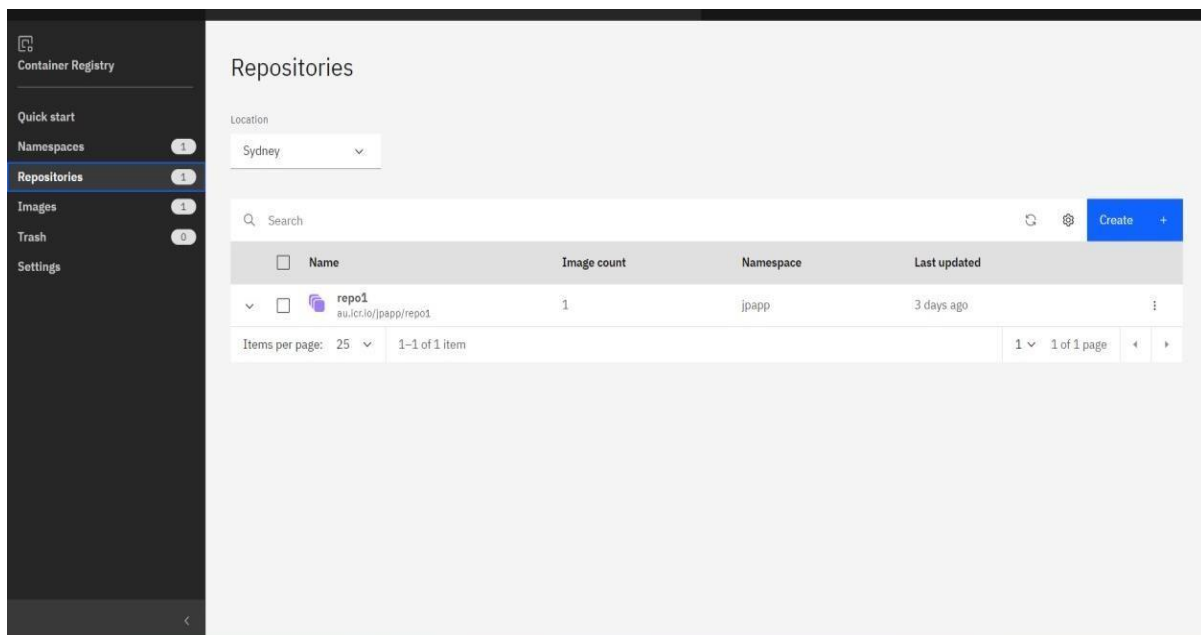 Container Registry
Quick start
Namespaces 1
Repositories 1
Images 1
Trash 0
Settings
Repositories
Location
Sydney
Search
Create +
Name Image count Namespace Last updated
repo1 1 jpapp 3 days ago
au.icr.io/jpapp/repo1
Items per page: 25 1–1 of 1 item 1 1 of 1 page